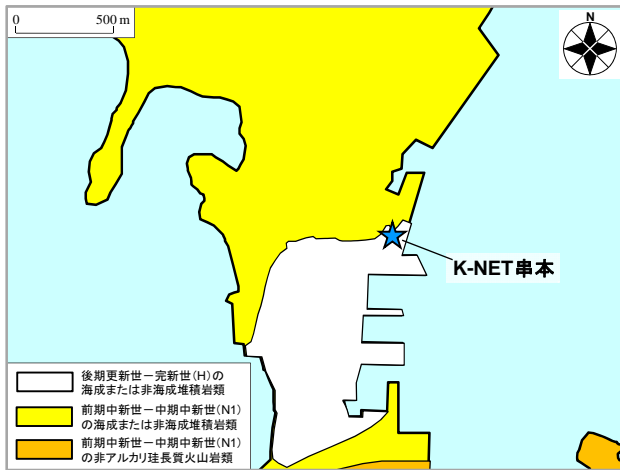 0 500 m
N
K-NET串本
後期更新世－完新世(H)の
海成または非海成堆積岩類
前期中新世－中期中新世(N1)
の海成または非海成堆積岩類
前期中新世－中期中新世(N1)
の非アルカリ珪長質火山岩類